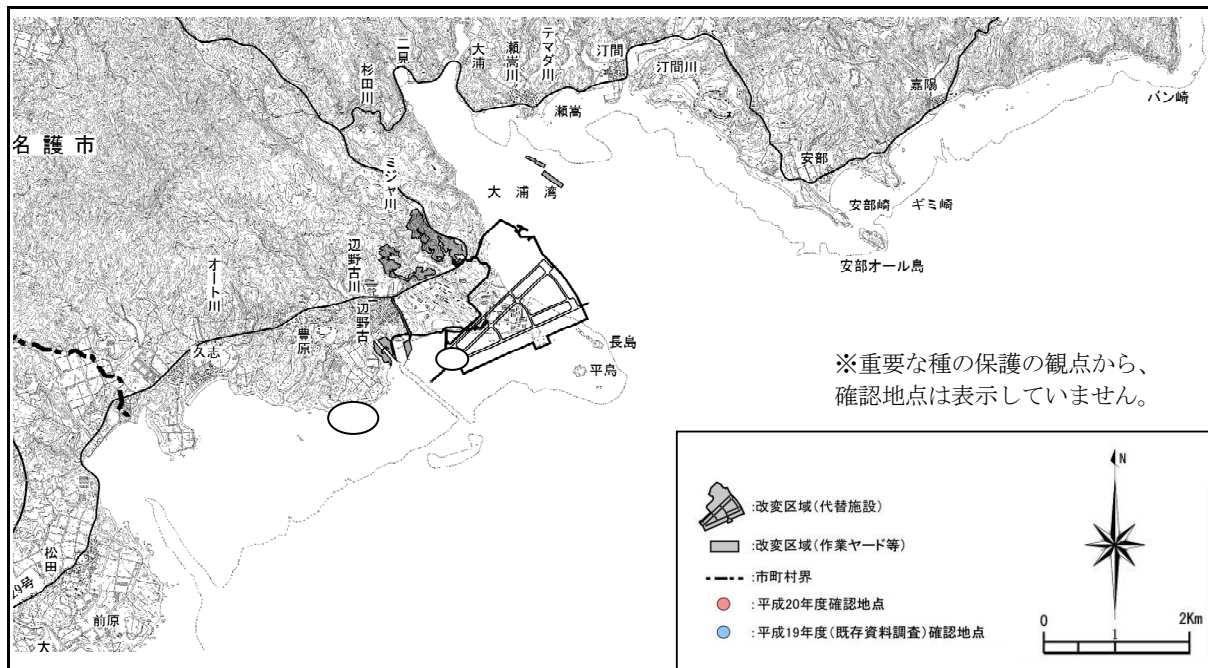 二見
大浦
瀬嵩川
テマダ川
汀間
杉田川
汀間川
瀬嵩
嘉陽
バン崎
名護市
安部
ミジャ川
大浦湾
安部崎
ギミ崎
安部オール島
辺野古川
オート川
辺野古
豊原
久志
長島
平島
※重要な種の保護の観点から、
確認地点は表示していません。
松田
29号
前原
大
:改変区域(代替施設)
:改変区域(作業ヤード等)
:市町村界
:平成20年度確認地点
:平成19年度(既存資料調査)確認地点
N
0 1 2Km